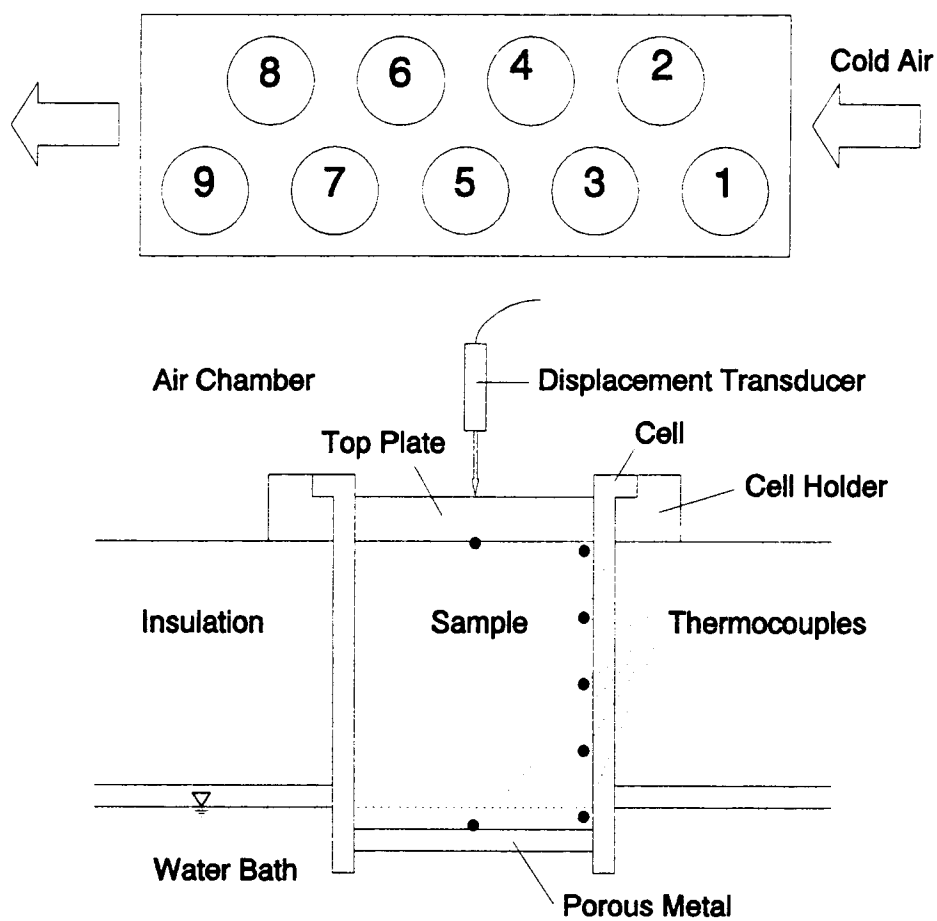 8 6 4 2
Cold Air
9 7 5 3 1
Air Chamber
Displacement Transducer
Top Plate
Cell
Cell Holder
Insulation
Sample
Thermocouples
Water Bath
Porous Metal